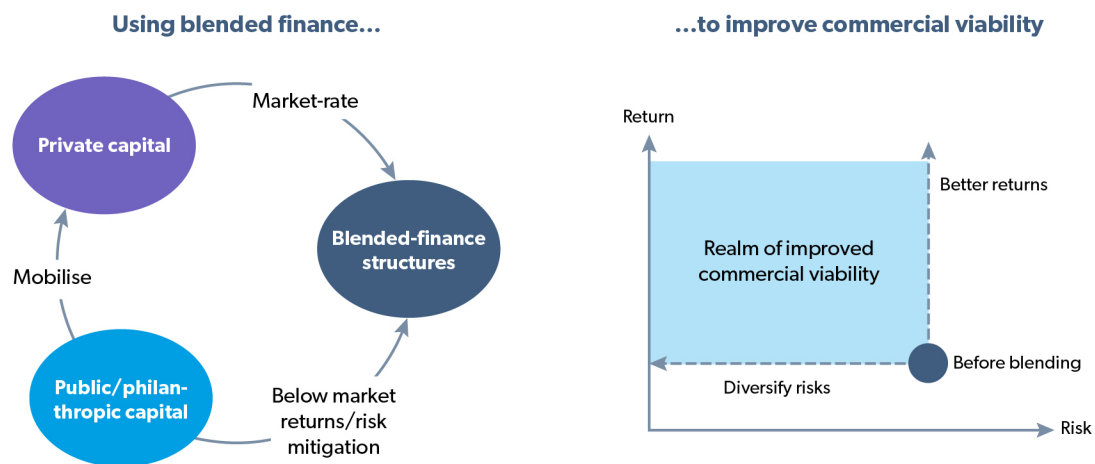 Using blended finance...
Private capital
Market-rate
Blended-finance
structures
Mobilise
Public/philan-
thropic capital
Below market
returns/risk
mitigation
...to improve commercial viability
Return
Better returns
Realm of improved
commercial viability
Before blending
Diversify risks
Risk